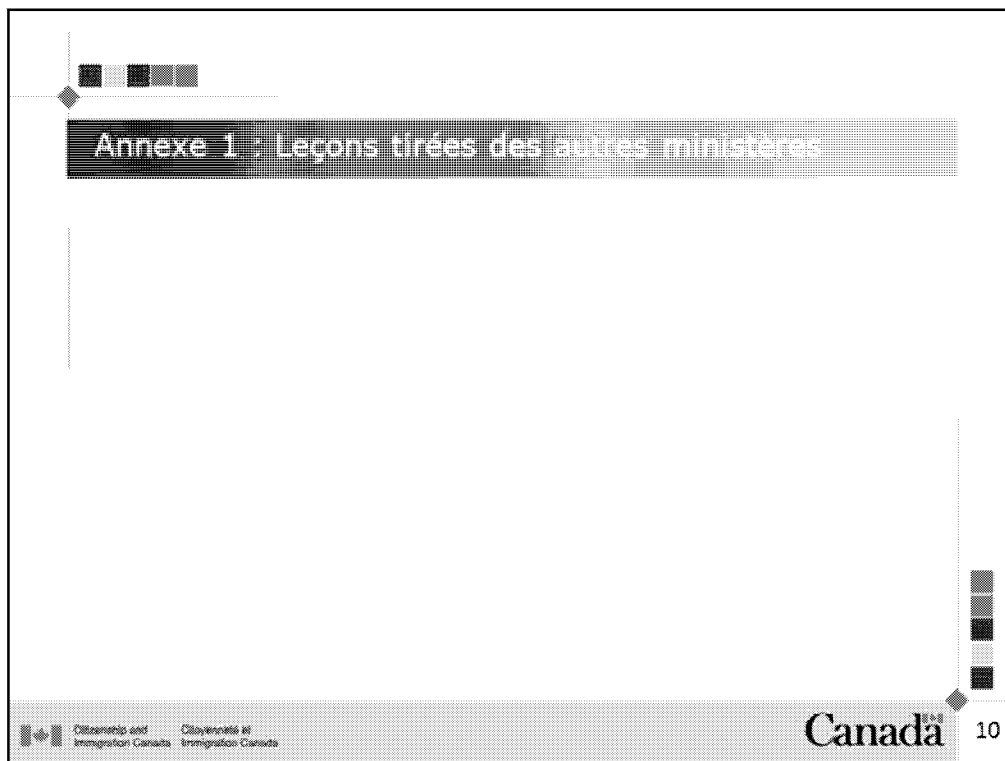 Annexe 1 : Leçons tirées des autres ministères
Citizenship and Immigration Canada
Citoyenneté et Immigration Canada
Canada
10